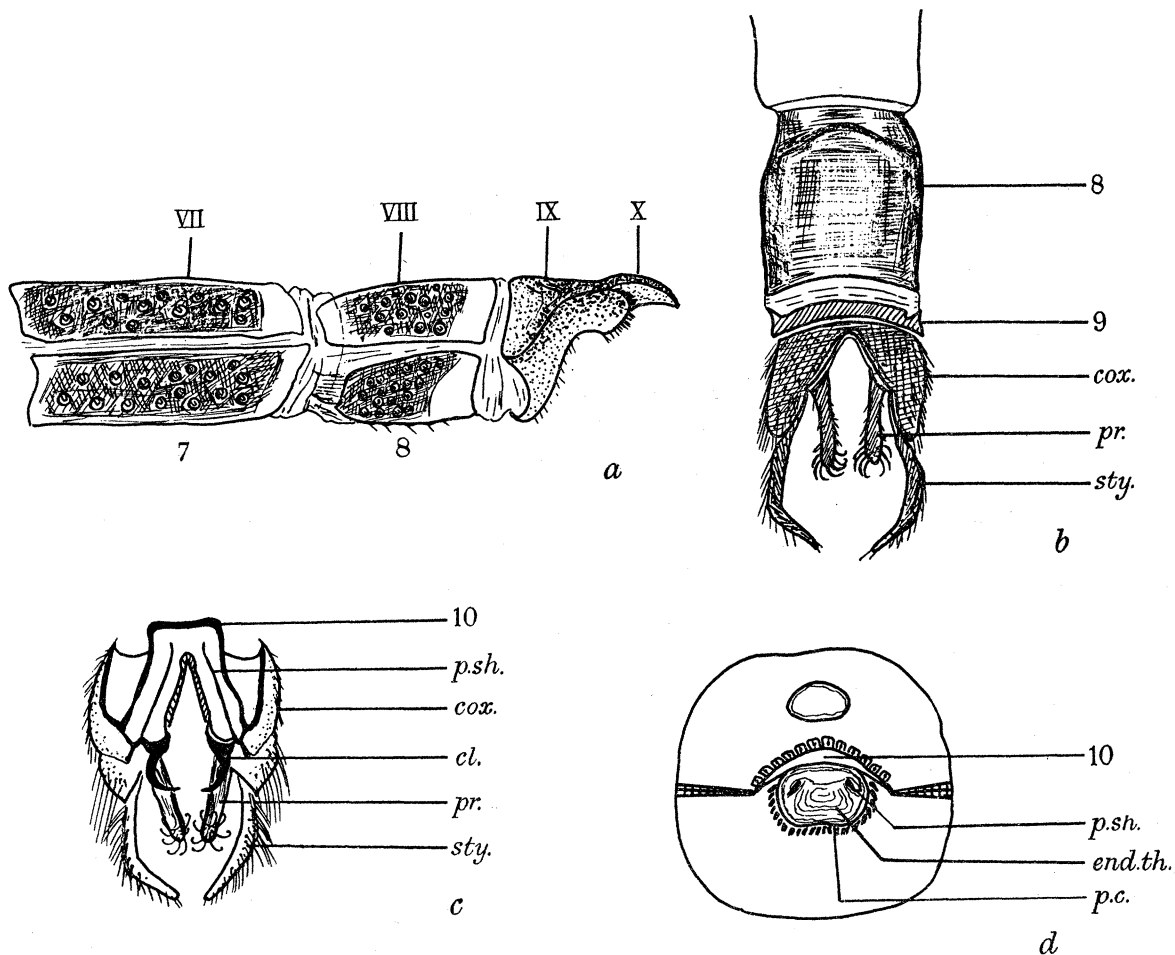 VII VIII IX X
7 8
a
8
9
cox.
pr.
sty.
b
10
p.sh.
cox.
cl.
pr.
sty.
c
10
p.sh.
end.th.
p.c.
d